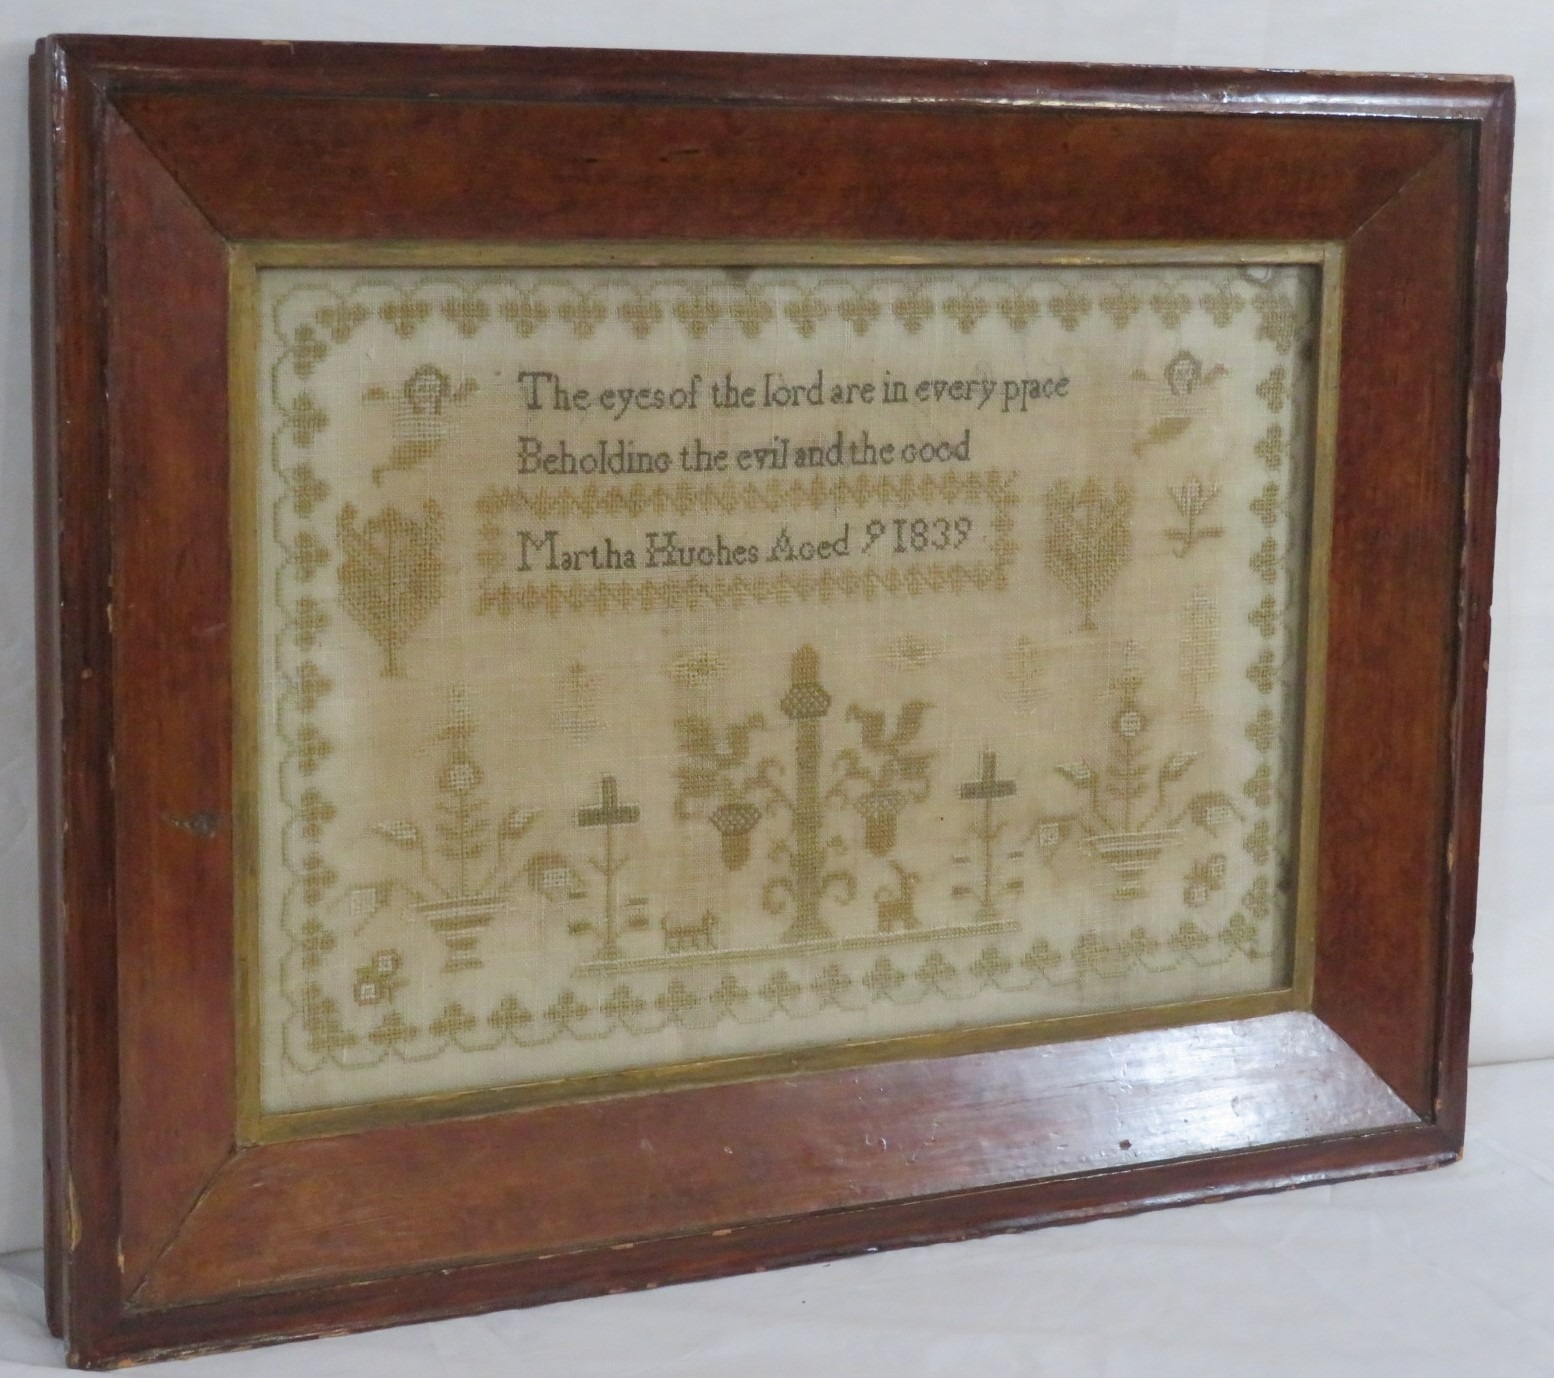 The eyes of the lord are in every place
Beholding the evil and the good
Martha Hughes Aged 9 1839